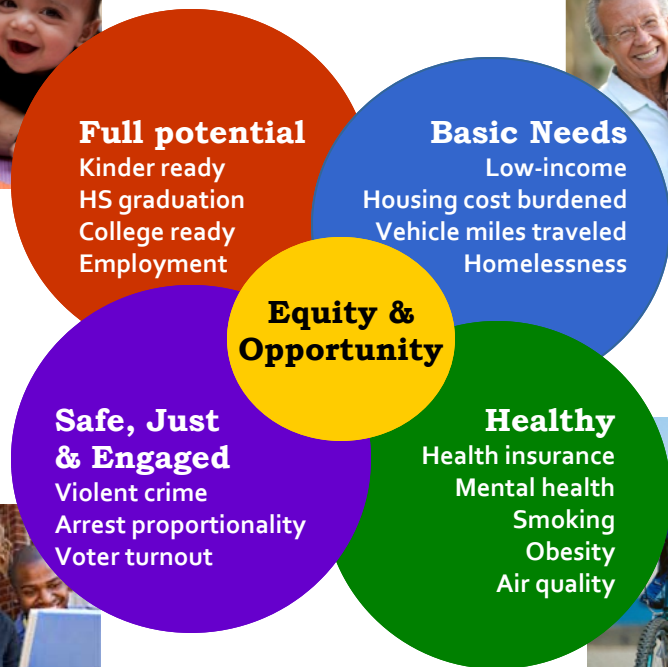 Full potential
Kinder ready
HS graduation
College ready
Employment
Basic Needs
Low-income
Housing cost burdened
Vehicle miles traveled
Homelessness
Equity &
Opportunity
Safe, Just
& Engaged
Violent crime
Arrest proportionality
Voter turnout
Healthy
Health insurance
Mental health
Smoking
Obesity
Air quality